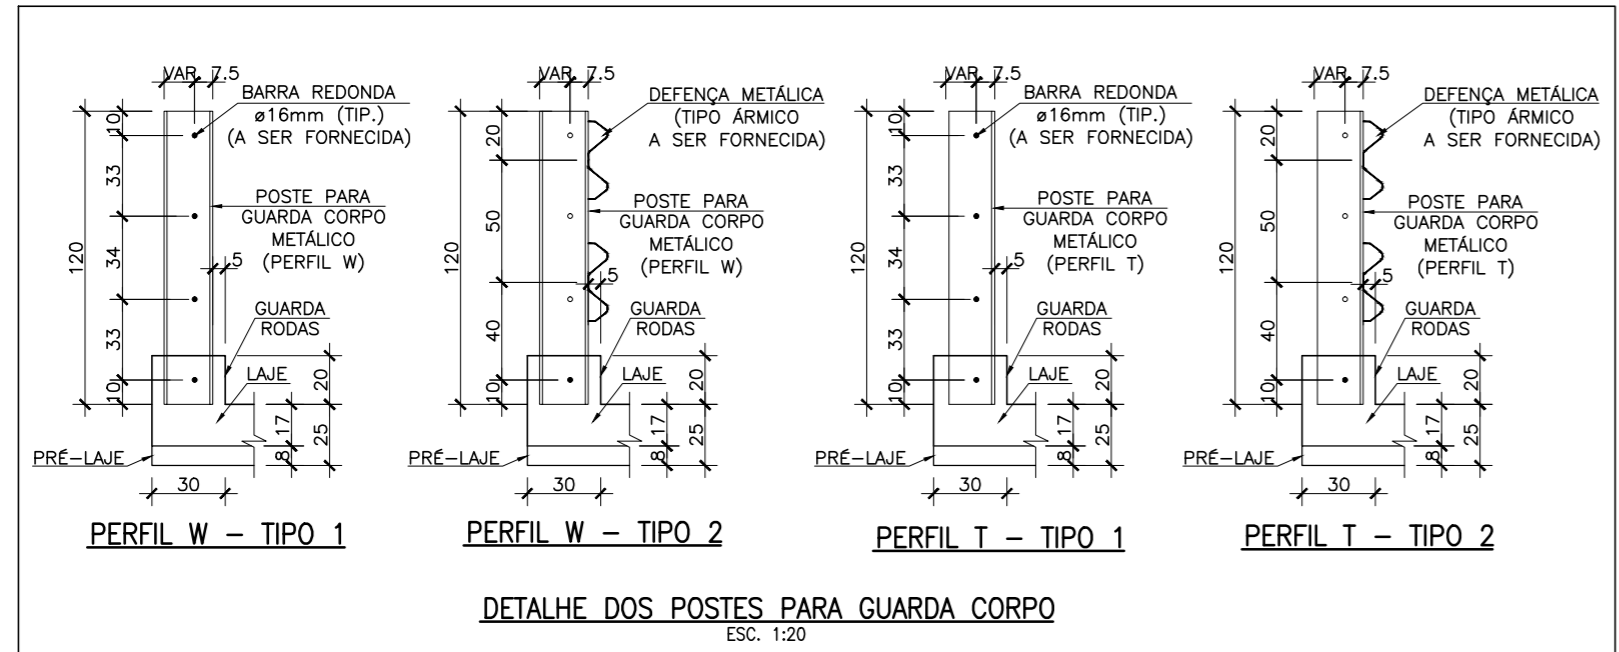 VAR 7.5
BARRA REDONDA
ø16mm (TIP.)
(A SER FORNECIDA)
10
33
34
33
10
120
POSTE PARA
GUARDA CORPO
METÁLICO
(PERFIL W)
5
GUARDA
RODAS
LAJE
20
17
25
8
PRÉ-LAJE
30
PERFIL W - TIPO 1
VAR 7.5
DEFENÇA METÁLICA
(TIPO ÁRMICO
A SER FORNECIDA)
20
50
40
10
120
POSTE PARA
GUARDA CORPO
METÁLICO
(PERFIL W)
5
GUARDA
RODAS
LAJE
20
17
25
8
PRÉ-LAJE
30
PERFIL W - TIPO 2
VAR 7.5
BARRA REDONDA
ø16mm (TIP.)
(A SER FORNECIDA)
10
33
34
33
10
120
POSTE PARA
GUARDA CORPO
METÁLICO
(PERFIL T)
5
GUARDA
RODAS
LAJE
20
17
25
8
PRÉ-LAJE
30
PERFIL T - TIPO 1
VAR 7.5
DEFENÇA METÁLICA
(TIPO ÁRMICO
A SER FORNECIDA)
20
50
40
10
120
POSTE PARA
GUARDA CORPO
METÁLICO
(PERFIL T)
5
GUARDA
RODAS
LAJE
20
17
25
8
PRÉ-LAJE
30
PERFIL T - TIPO 2
DETALHE DOS POSTES PARA GUARDA CORPO
ESC. 1:20